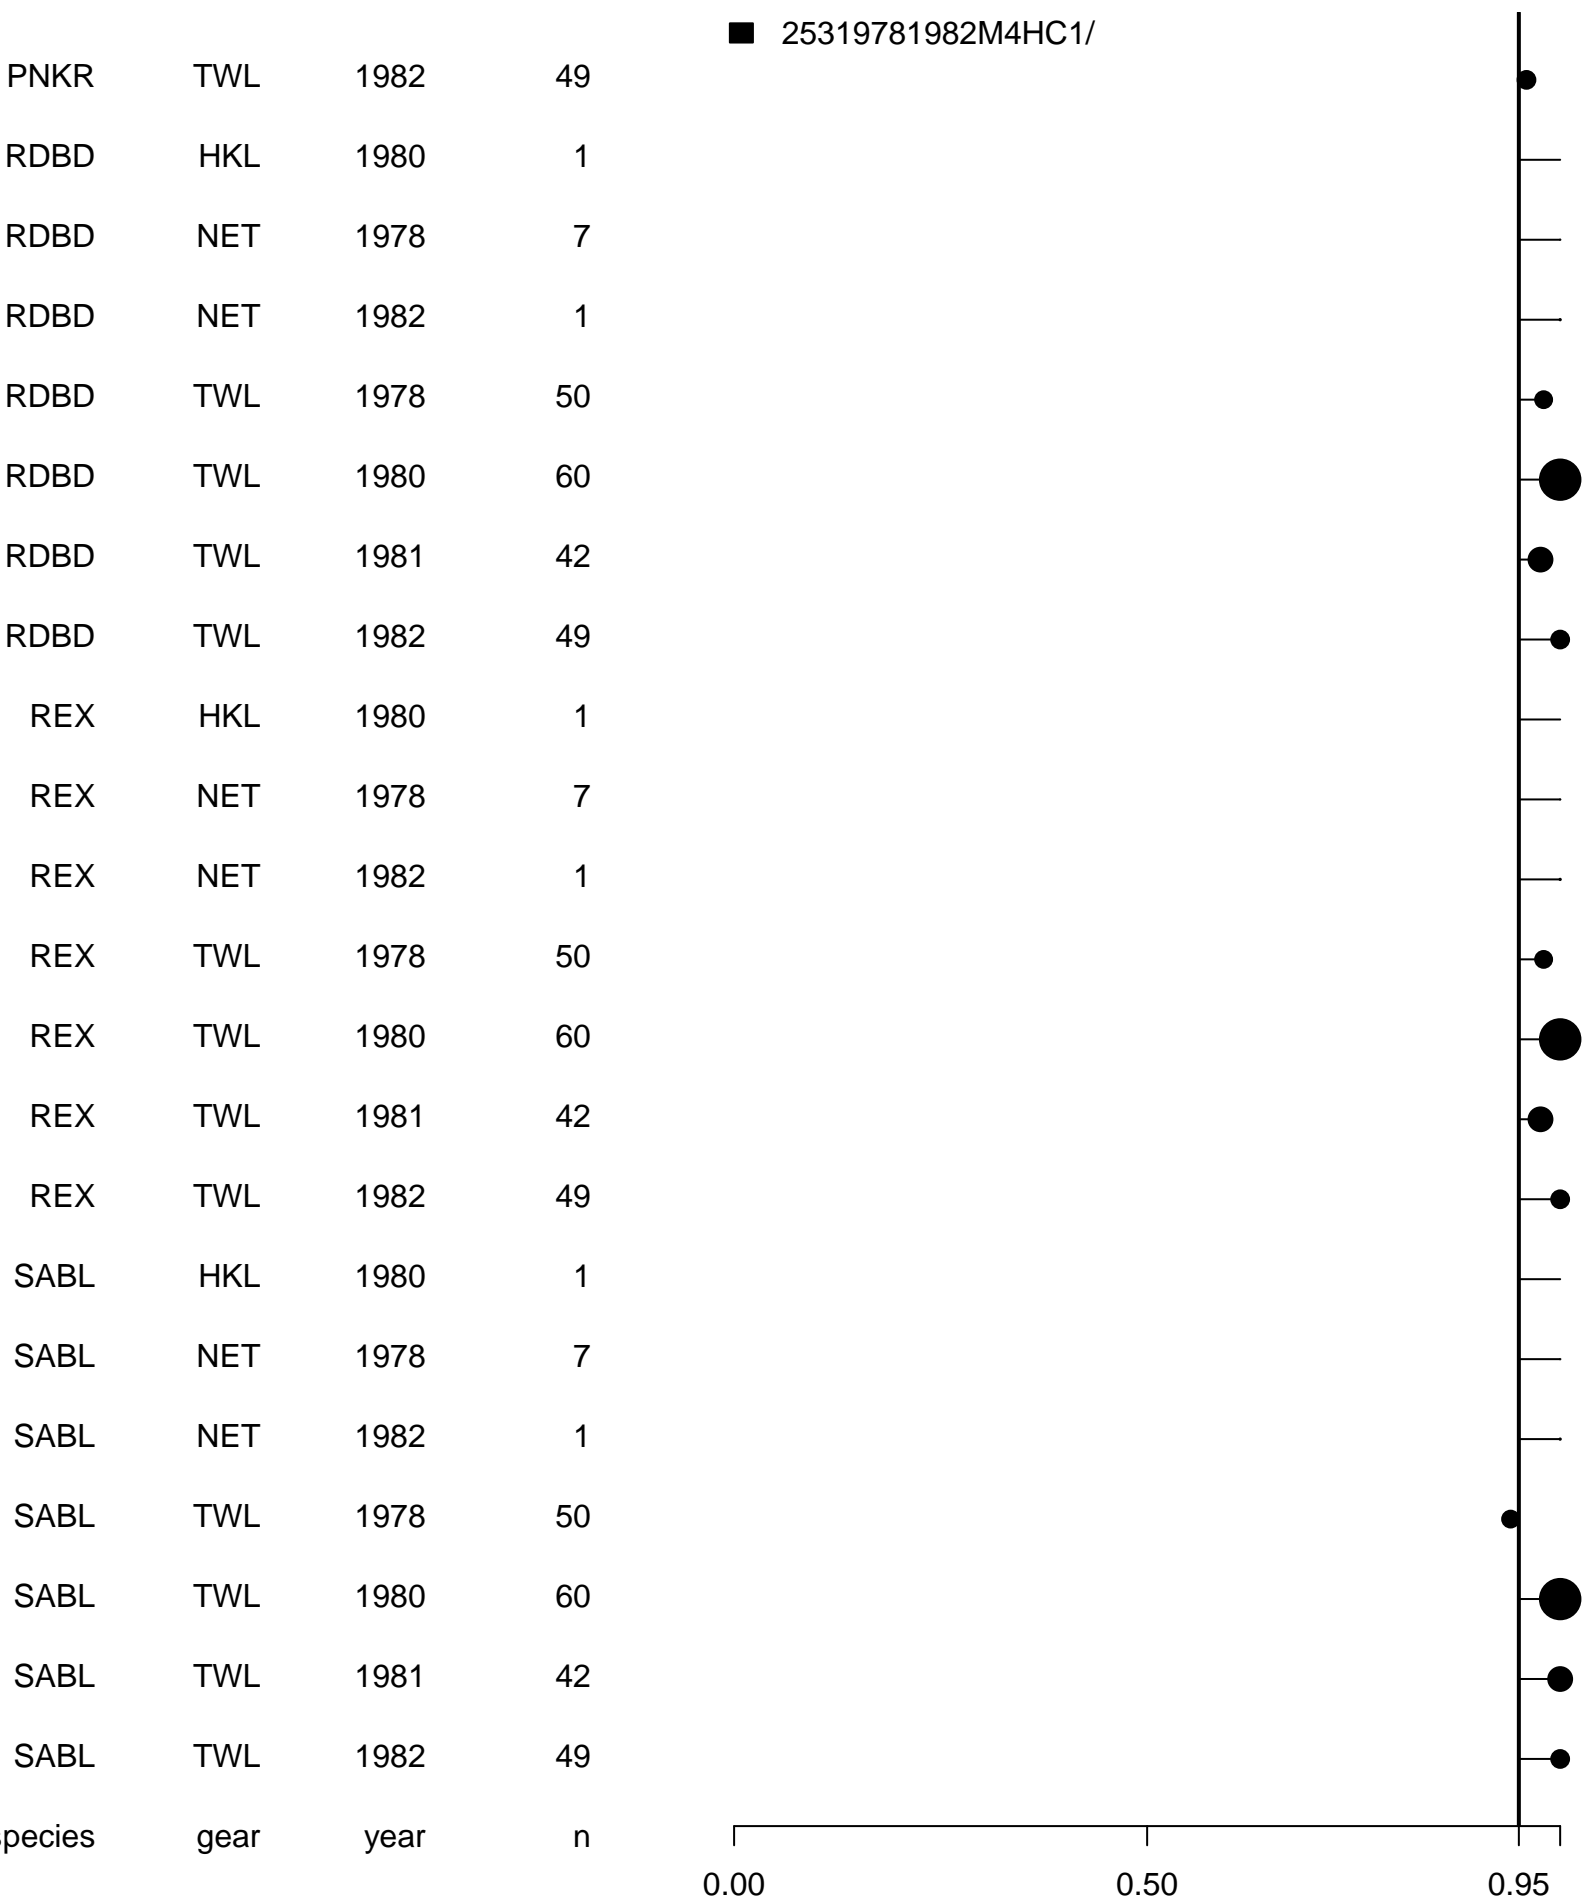 25319781982M4HC1/
PNKR TWL 1982 49
RDBD HKL 1980 1
RDBD NET 1978 7
RDBD NET 1982 1
RDBD TWL 1978 50
RDBD TWL 1980 60
RDBD TWL 1981 42
RDBD TWL 1982 49
REX HKL 1980 1
REX NET 1978 7
REX NET 1982 1
REX TWL 1978 50
REX TWL 1980 60
REX TWL 1981 42
REX TWL 1982 49
SABL HKL 1980 1
SABL NET 1978 7
SABL NET 1982 1
SABL TWL 1978 50
SABL TWL 1980 60
SABL TWL 1981 42
SABL TWL 1982 49
species gear year n
0.00 0.50 0.95